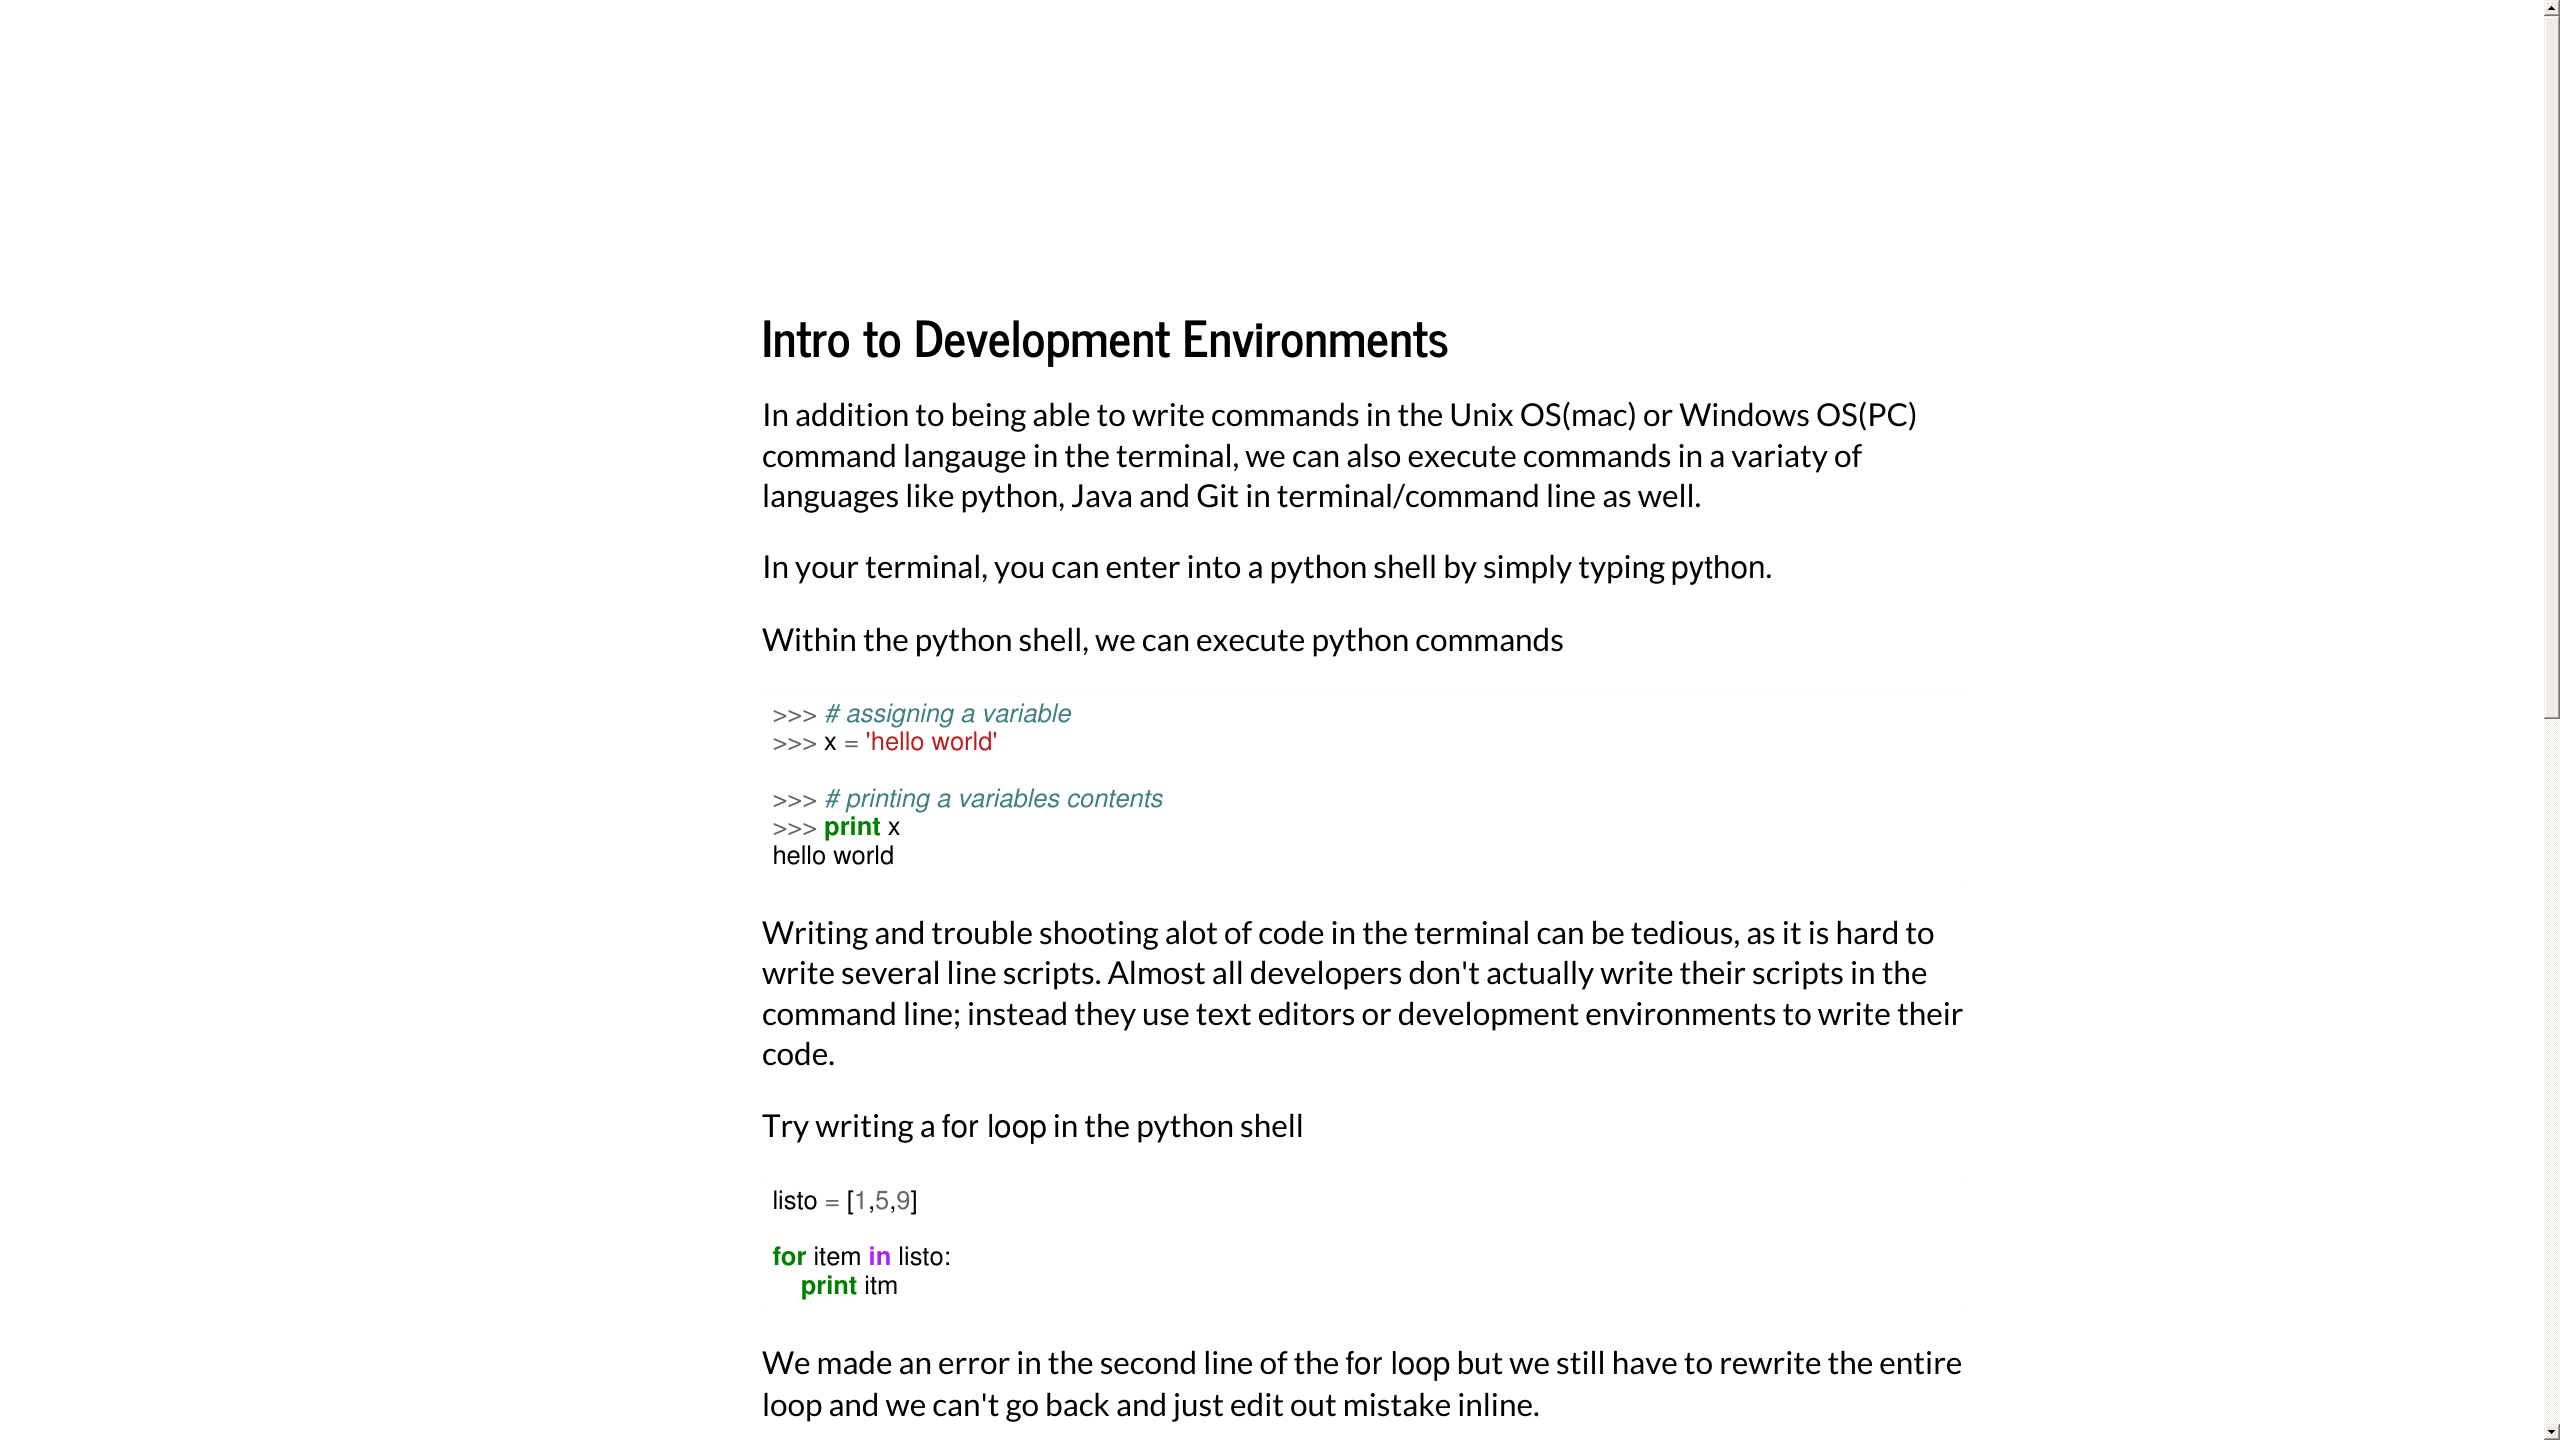 Intro to Development Environments
In addition to being able to write commands in the Unix OS(mac) or Windows OS(PC)
command langauge in the terminal, we can also execute commands in a variaty of
languages like python, Java and Git in terminal/command line as well.
In your terminal, you can enter into a python shell by simply typing python.
Within the python shell, we can execute python commands
>>> # assigning a variable
>>> x = 'hello world'
>>> # printing a variables contents
>>> print x
hello world
Writing and trouble shooting alot of code in the terminal can be tedious, as it is hard to
write several line scripts. Almost all developers don't actually write their scripts in the
command line; instead they use text editors or development environments to write their
code.
Try writing a for loop in the python shell
listo = [1,5,9]
for item in listo:
    print itm
We made an error in the second line of the for loop but we still have to rewrite the entire
loop and we can't go back and just edit out mistake inline.